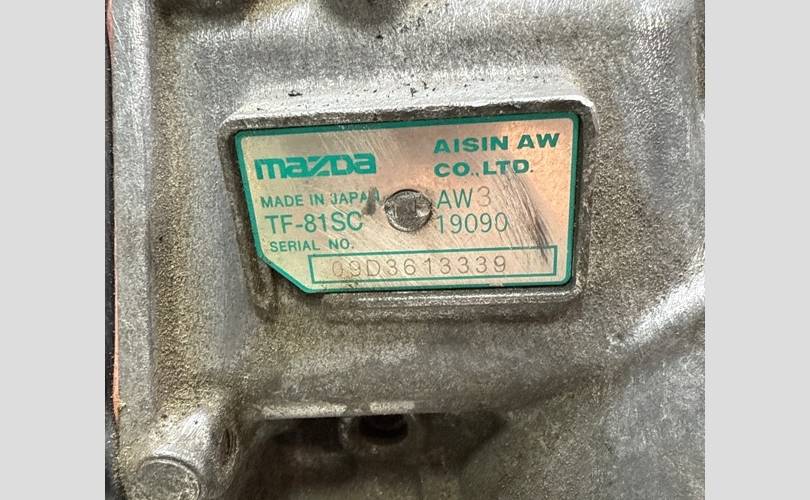 mazda
AISIN AW
CO.,LTD.
MADE IN JAPAN
AW3
TF-81SC
19090
SERIAL NO.
09D3613339